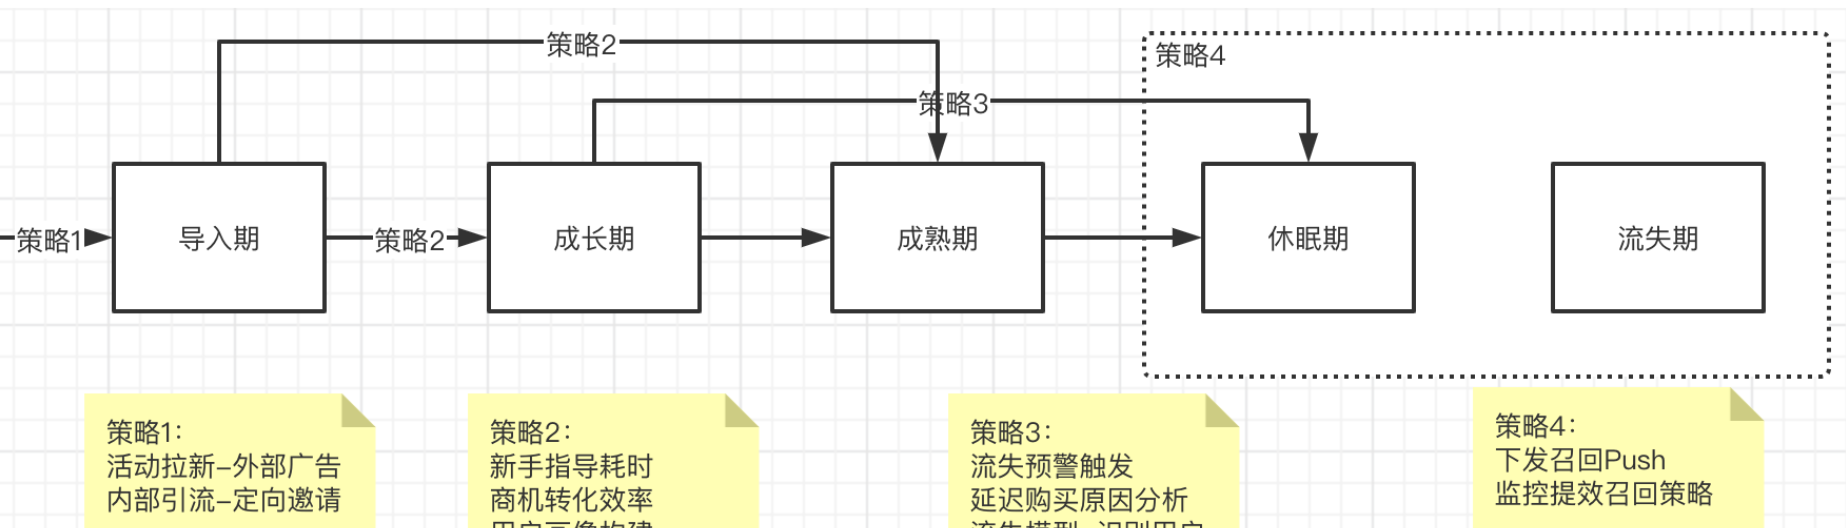 策略2
策略4
策略3
策略1
导入期
策略2
成长期
成熟期
休眠期
流失期
策略1：
活动拉新-外部广告
内部引流-定向邀请
策略2：
新手指导耗时
商机转化效率
策略3：
流失预警触发
延迟购买原因分析
策略4：
下发召回Push
监控提效召回策略